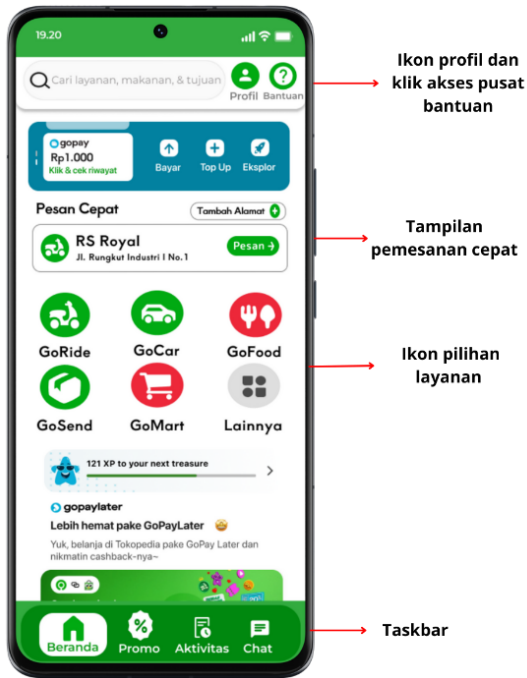 19.20
Cari layanan, makanan, & tujuan
Profil
Bantuan
gopay
Rp1.000
Klik & cek riwayat
Bayar
Top Up
Eksplor
Pesan Cepat
Tambah Alamat
RS Royal
Jl. Rungkut Industri I No.1
Pesan
GoRide
GoCar
GoFood
GoSend
GoMart
Lainnya
121 XP to your next treasure
gopaylater
Lebih hemat pake GoPayLater
Yuk, belanja di Tokopedia pake GoPay Later dan
nikmatin cashback-nya~
Beranda
Promo
Aktivitas
Chat
Ikon profil dan
klik akses pusat
bantuan
Tampilan
pemesanan cepat
Ikon pilihan
layanan
Taskbar